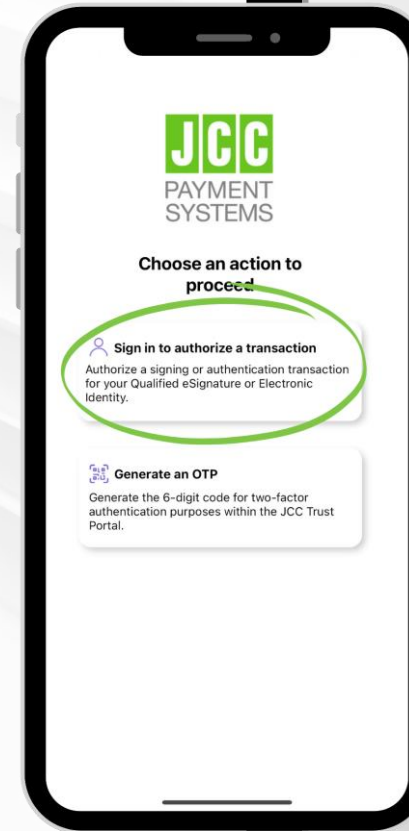 JCC
PAYMENT
SYSTEMS
Choose an action to
proceed
Sign in to authorize a transaction
Authorize a signing or authentication transaction
for your Qualified eSignature or Electronic
Identity.
Generate an OTP
Generate the 6-digit code for two-factor
authentication purposes within the JCC Trust
Portal.